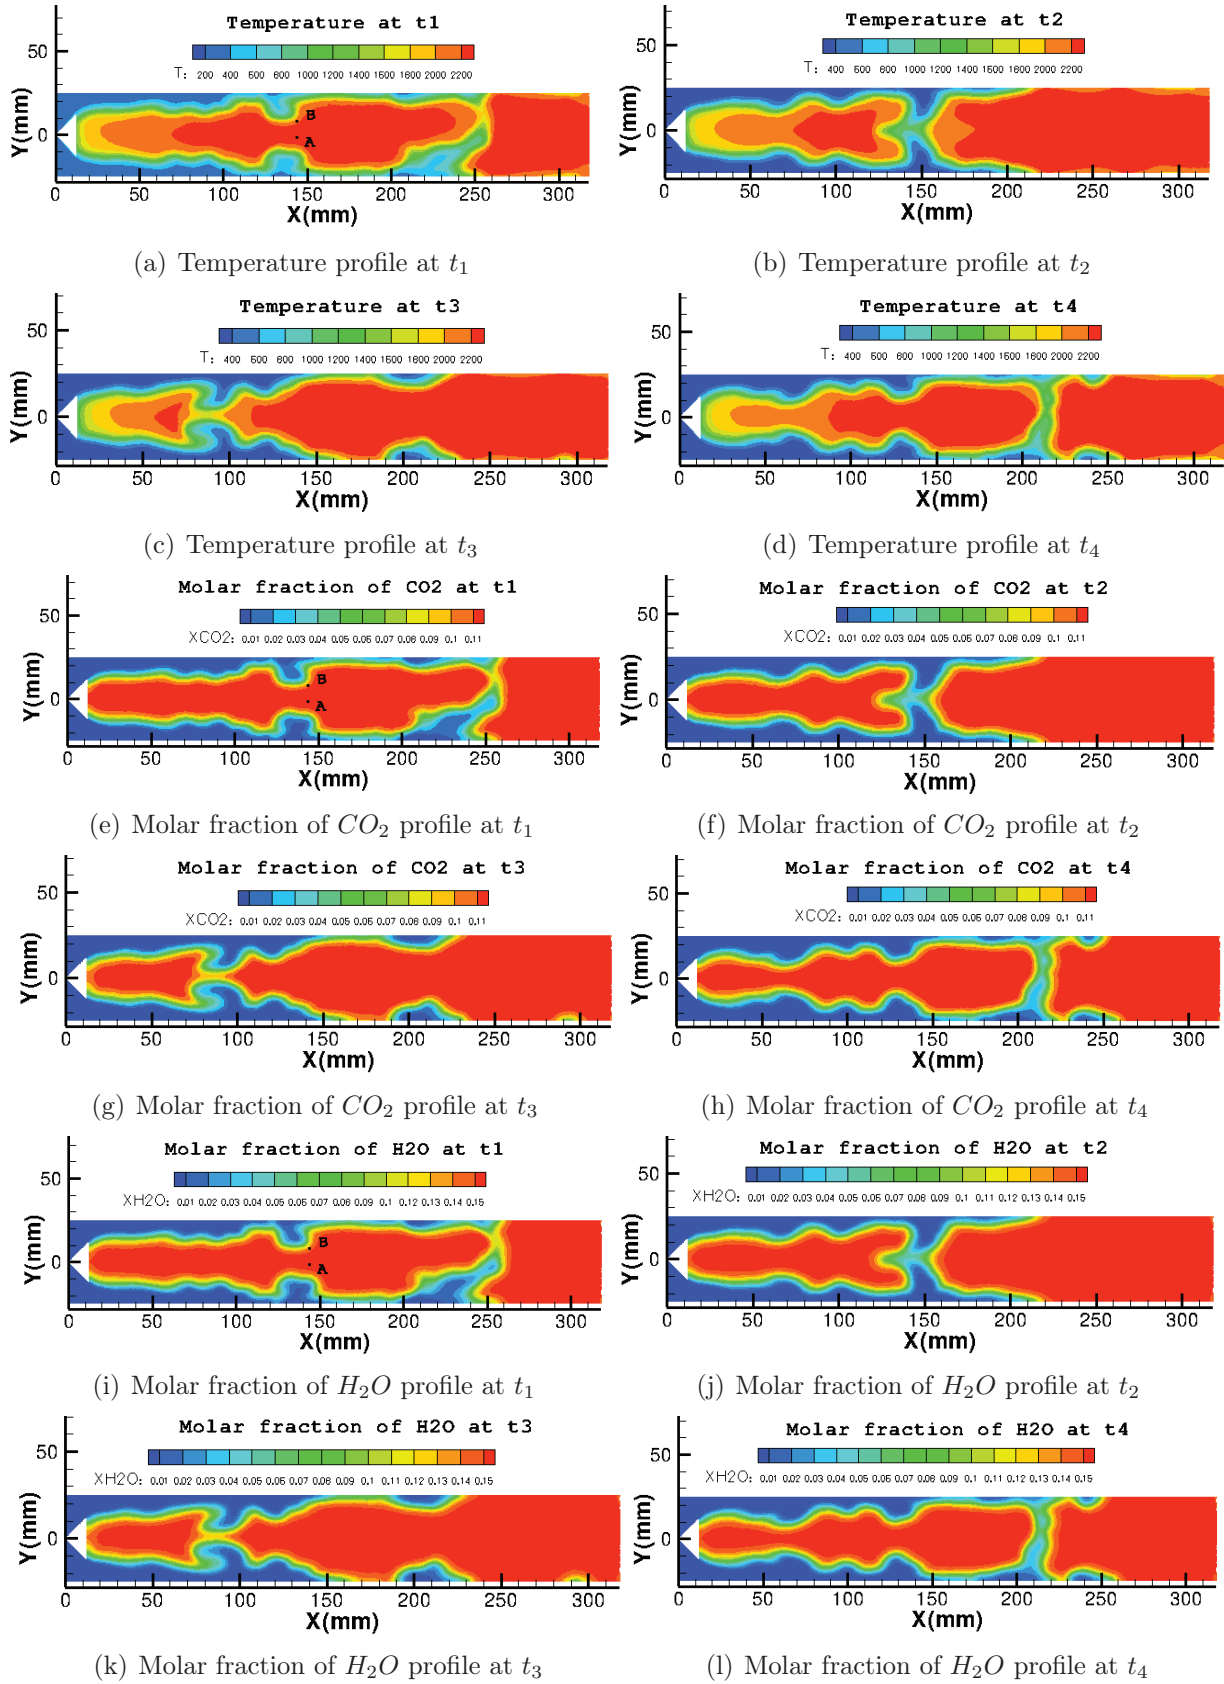 Temperature at t1
T: 200 400 600 800 1000 1200 1400 1600 1800 2000 2200
B
A
Y(mm)
50
0
0 50 100 150 200 250 300
X(mm)
(a) Temperature profile at t1
Temperature at t2
T: 400 600 800 1000 1200 1400 1600 1800 2000 2200
Y(mm)
50
0
0 50 100 150 200 250 300
X(mm)
(b) Temperature profile at t2
Temperature at t3
T: 400 600 800 1000 1200 1400 1600 1800 2000 2200
Y(mm)
50
0
0 50 100 150 200 250 300
X(mm)
(c) Temperature profile at t3
Temperature at t4
T: 400 600 800 1000 1200 1400 1600 1800 2000 2200
Y(mm)
50
0
0 50 100 150 200 250 300
X(mm)
(d) Temperature profile at t4
Molar fraction of CO2 at t1
XCO2: 0.01 0.02 0.03 0.04 0.05 0.05 0.07 0.08 0.09 0.1 0.11
B
A
Y(mm)
50
0
0 50 100 150 200 250 300
X(mm)
(e) Molar fraction of CO2 profile at t1
Molar fraction of CO2 at t2
XCO2: 0.01 0.02 0.03 0.04 0.05 0.05 0.07 0.08 0.09 0.1 0.11
Y(mm)
50
0
0 50 100 150 200 250 300
X(mm)
(f) Molar fraction of CO2 profile at t2
Molar fraction of CO2 at t3
XCO2: 0.01 0.02 0.03 0.04 0.05 0.05 0.07 0.08 0.09 0.1 0.11
Y(mm)
50
0
0 50 100 150 200 250 300
X(mm)
(g) Molar fraction of CO2 profile at t3
Molar fraction of CO2 at t4
XCO2: 0.01 0.02 0.03 0.04 0.05 0.05 0.07 0.08 0.09 0.1 0.11
Y(mm)
50
0
0 50 100 150 200 250 300
X(mm)
(h) Molar fraction of CO2 profile at t4
Molar fraction of H2O at t1
XH2O: 0.01 0.02 0.03 0.04 0.05 0.05 0.07 0.08 0.09 0.1 0.12 0.13 0.14 0.15
B
A
Y(mm)
50
0
0 50 100 150 200 250 300
X(mm)
(i) Molar fraction of H2O profile at t1
Molar fraction of H2O at t2
XH2O: 0.01 0.02 0.03 0.04 0.05 0.06 0.07 0.08 0.09 0.1 0.11 0.12 0.13 0.14 0.15
Y(mm)
50
0
0 50 100 150 200 250 300
X(mm)
(j) Molar fraction of H2O profile at t2
Molar fraction of H2O at t3
XH2O: 0.01 0.02 0.03 0.04 0.05 0.05 0.07 0.08 0.09 0.1 0.11 0.12 0.13 0.14 0.15
Y(mm)
50
0
0 50 100 150 200 250 300
X(mm)
(k) Molar fraction of H2O profile at t3
Molar fraction of H2O at t4
XH2O: 0.01 0.02 0.03 0.04 0.05 0.05 0.07 0.08 0.09 0.1 0.11 0.12 0.13 0.14 0.15
Y(mm)
50
0
0 50 100 150 200 250 300
X(mm)
(l) Molar fraction of H2O profile at t4